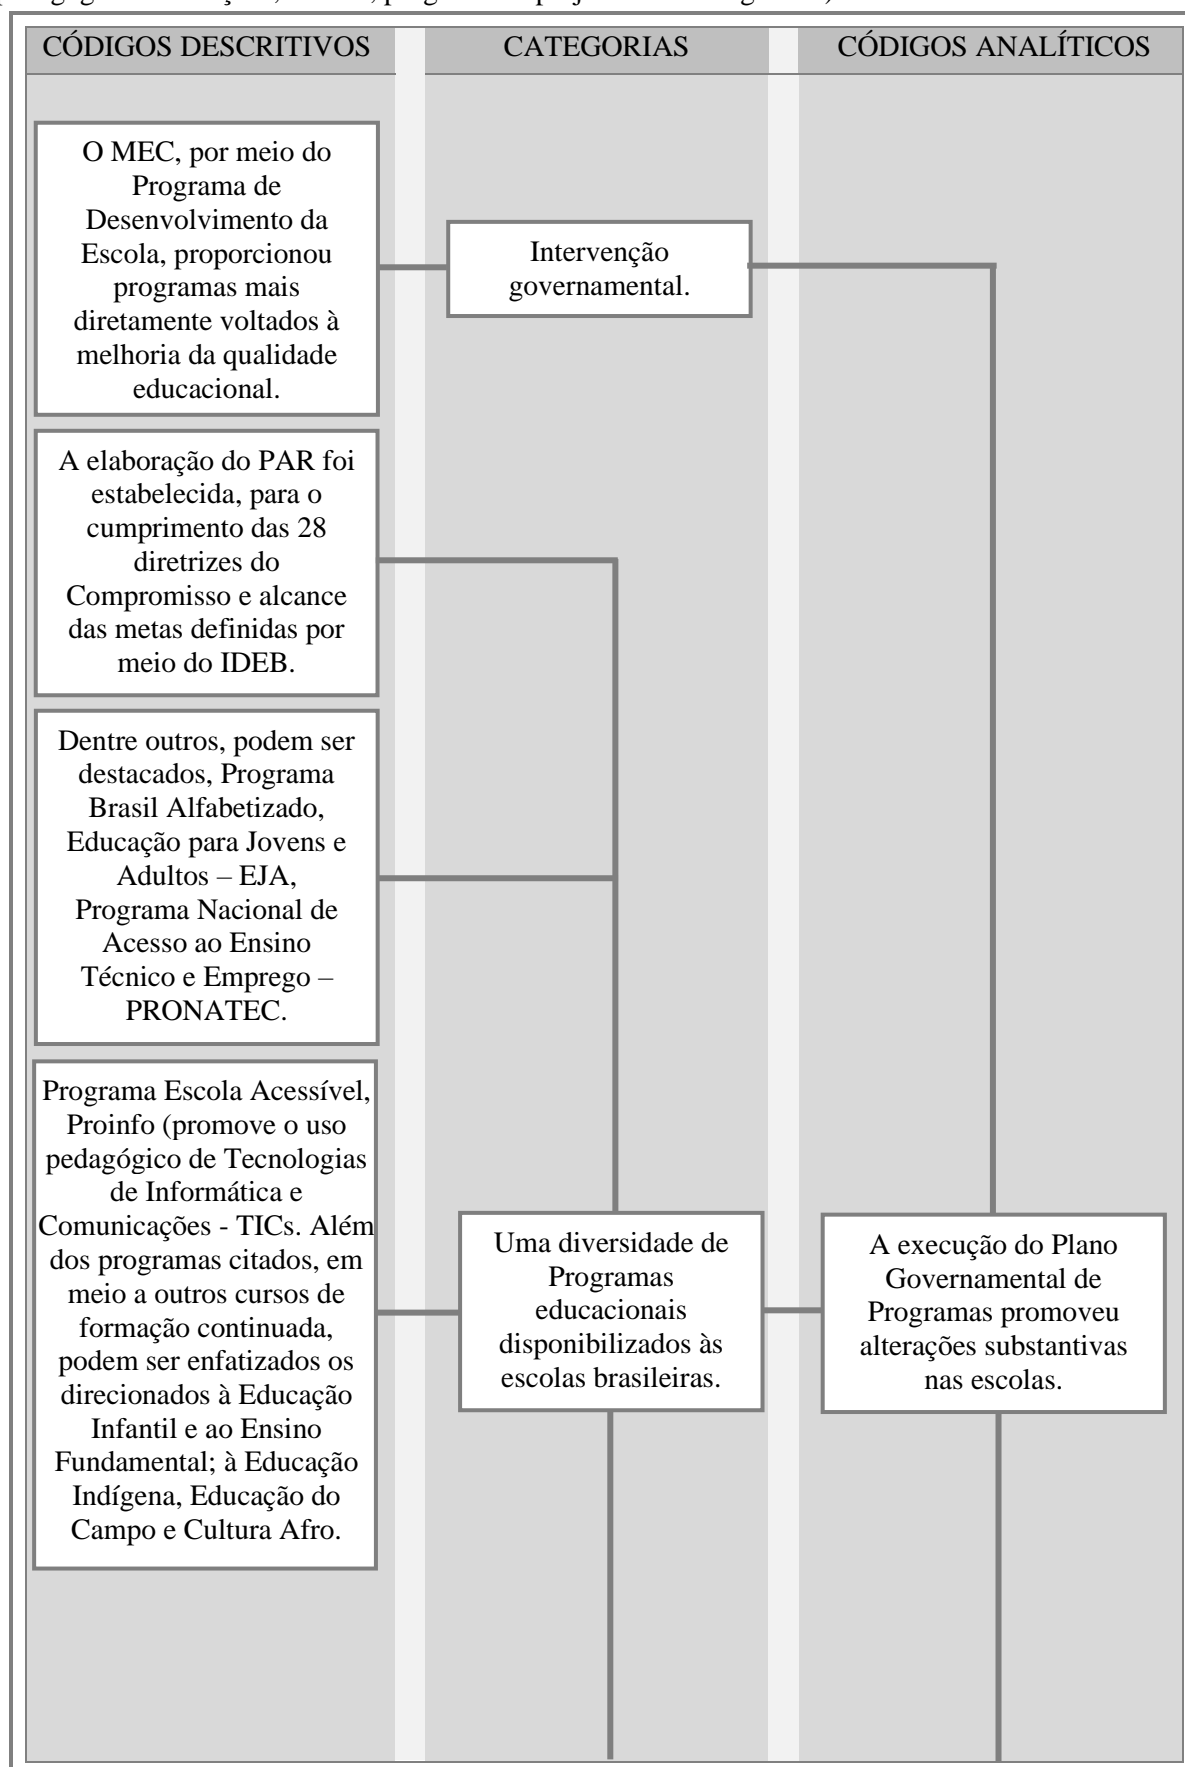 CÓDIGOS DESCRITIVOS
CATEGORIAS
CÓDIGOS ANALÍTICOS
O MEC, por meio do
Programa de
Desenvolvimento da
Escola, proporcionou
programas mais
diretamente voltados à
melhoria da qualidade
educacional.
Intervenção
governamental.
A elaboração do PAR foi
estabelecida, para o
cumprimento das 28
diretrizes do
Compromisso e alcance
das metas definidas por
meio do IDEB.
Dentre outros, podem ser
destacados, Programa
Brasil Alfabetizado,
Educação para Jovens e
Adultos – EJA,
Programa Nacional de
Acesso ao Ensino
Técnico e Emprego –
PRONATEC.
Programa Escola Acessível,
Proinfo (promove o uso
pedagógico de Tecnologias
de Informática e
Comunicações - TICs. Além
dos programas citados, em
meio a outros cursos de
formação continuada,
podem ser enfatizados os
direcionados à Educação
Infantil e ao Ensino
Fundamental; à Educação
Indígena, Educação do
Campo e Cultura Afro.
Uma diversidade de
Programas
educacionais
disponibilizados às
escolas brasileiras.
A execução do Plano
Governamental de
Programas promoveu
alterações substantivas
nas escolas.